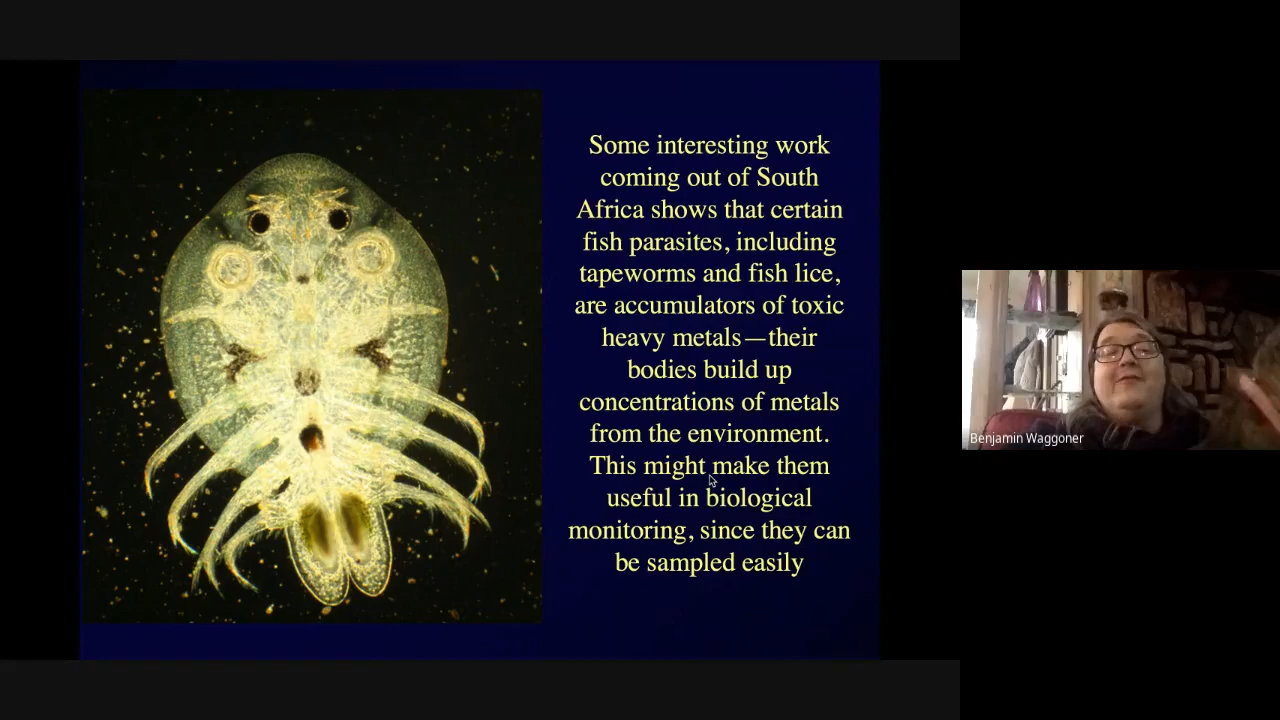 Some interesting work
coming out of South
Africa shows that certain
fish parasites, including
tapeworms and fish lice,
are accumulators of toxic
heavy metals—their
bodies build up
concentrations of metals
from the environment.
This might make them
useful in biological
monitoring, since they can
be sampled easily
Benjamin Waggoner